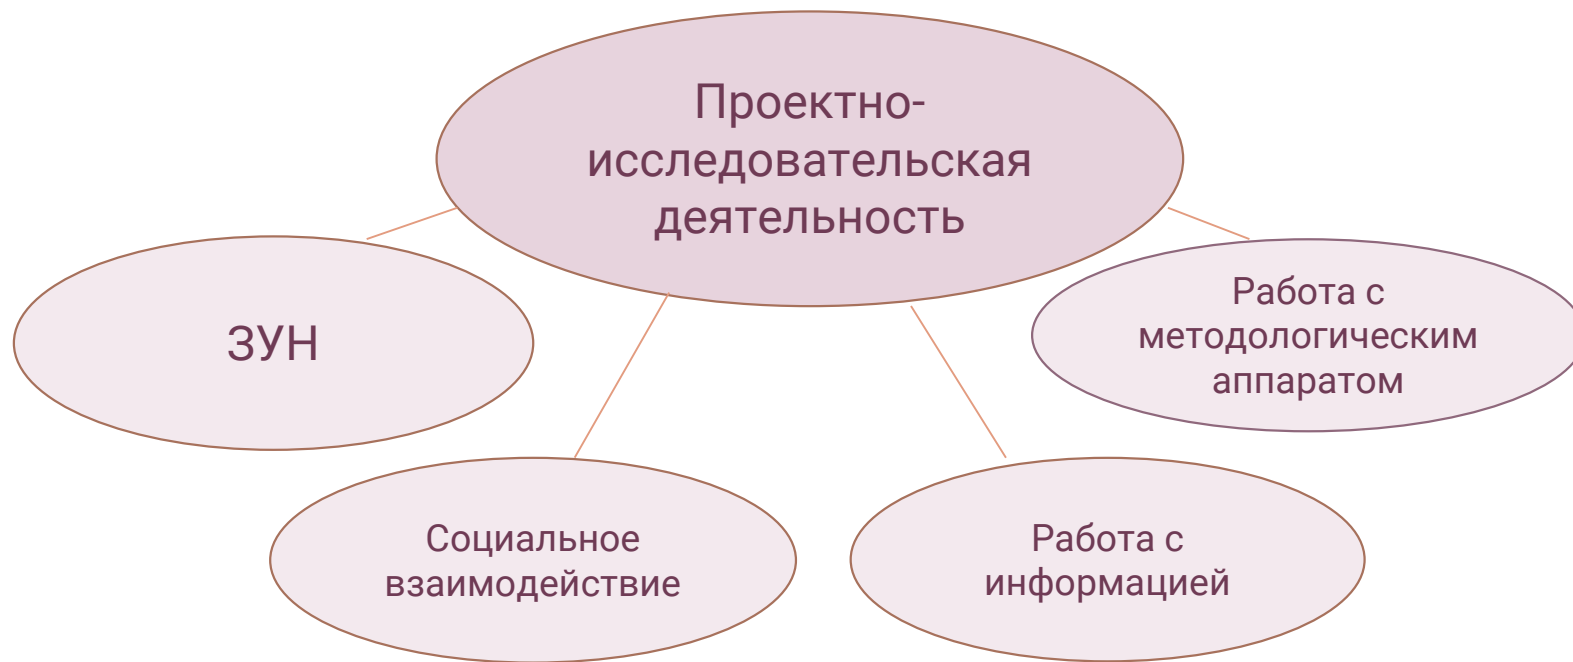 Проектно-
исследовательская
деятельность
ЗУН
Работа с
методологическим
аппаратом
Социальное
взаимодействие
Работа с
информацией